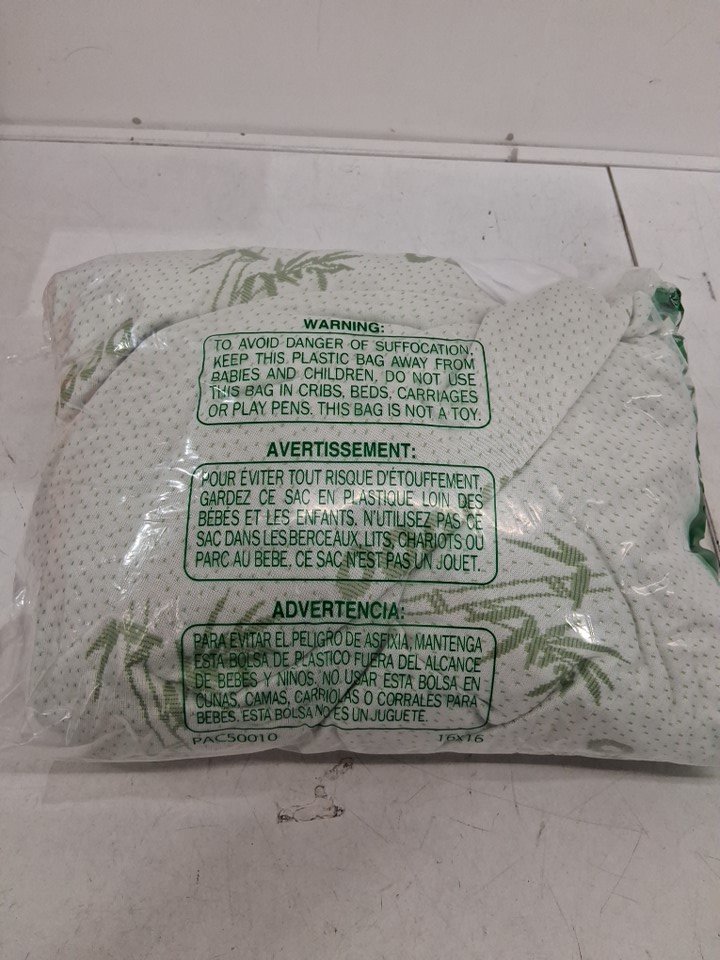 WARNING:
TO AVOID DANGER OF SUFFOCATION,
KEEP THIS PLASTIC BAG AWAY FROM
BABIES AND CHILDREN. DO NOT USE
THIS BAG IN CRIBS, BEDS, CARRIAGES
OR PLAY PENS. THIS BAG IS NOT A TOY.
AVERTISSEMENT:
POUR ÉVITER TOUT RISQUE D'ÉTOUFFEMENT,
GARDEZ CE SAC EN PLASTIQUE LOIN DES
BÉBÉS ET LES ENFANTS. N'UTILISEZ PAS CE
SAC DANS LES BERCEAUX, LITS, CHARIOTS OU
PARC AU BEBE, CE SAC N'EST PAS UN JOUET.
ADVERTENCIA:
PARA EVITAR EL PELIGRO DE ASFIXIA, MANTENGA
ESTA BOLSA DE PLASTICO FUERA DEL ALCANCE
DE BEBES Y NINOS. NO USAR ESTA BOLSA EN
CUNAS, CAMAS, CARRIOLAS O CORRALES PARA
BEBES. ESTA BOLSA NO ES UN JUGUETE.
PAC50010 16x16